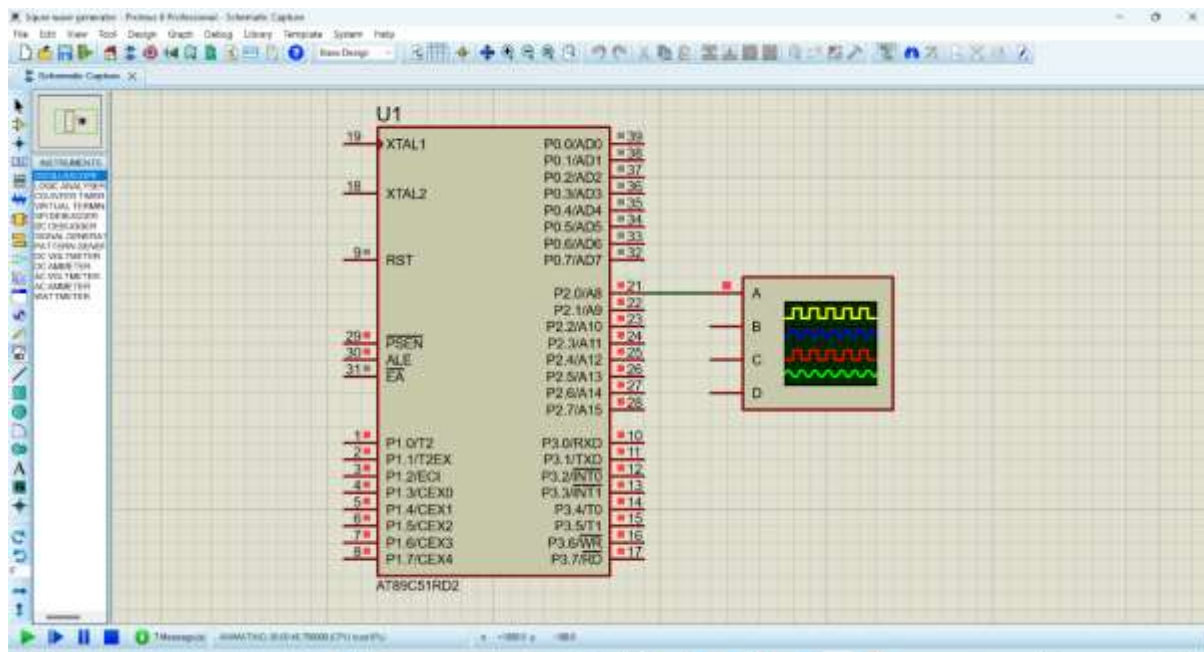 Squre wave generator - Proteus 8 Professional - Schematic Capture
File Edit View Tool Design Graph Debug Library Template System Help
Base Design
Schematic Capture
U1
19 XTAL1
18 XTAL2
9 RST
29 PSEN
30 ALE
31 EA
1 P1.0/T2
2 P1.1/T2EX
3 P1.2/ECI
4 P1.3/CEX0
5 P1.4/CEX1
6 P1.5/CEX2
7 P1.6/CEX3
8 P1.7/CEX4
P0.0/AD0 39
P0.1/AD1 38
P0.2/AD2 37
P0.3/AD3 36
P0.4/AD4 35
P0.5/AD5 34
P0.6/AD6 33
P0.7/AD7 32
P2.0/A8 21
P2.1/A9 22
P2.2/A10 23
P2.3/A11 24
P2.4/A12 25
P2.5/A13 26
P2.6/A14 27
P2.7/A15 28
P3.0/RXD 10
P3.1/TXD 11
P3.2/INT0 12
P3.3/INT1 13
P3.4/T0 14
P3.5/T1 15
P3.6/WR 16
P3.7/RD 17
AT89C51RD2
A
B
C
D
INSTRUMENTS
OSCILLOSCOPE
LOGIC ANALYSER
COUNTER TIMER
VIRTUAL TERMIN
SPI DEBUGGER
I2C DEBUGGER
SIGNAL GENERAT
PATTERN GENER
DC VOLTMETER
DC AMMETER
AC VOLTMETER
AC AMMETER
WATTMETER
7 Message(s)